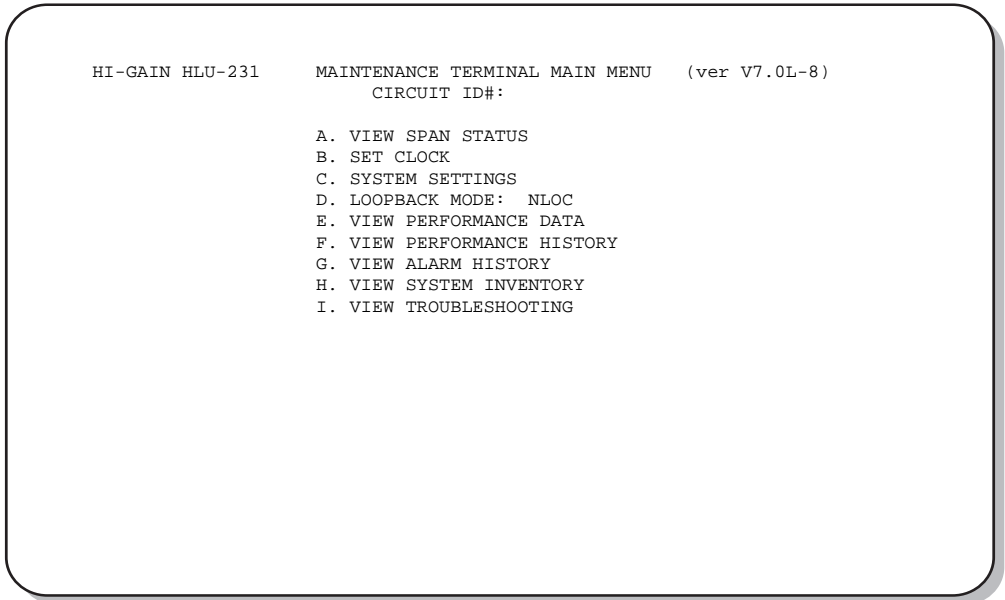 HI-GAIN HLU-231 MAINTENANCE TERMINAL MAIN MENU (ver V7.0L-8)
CIRCUIT ID#:
A. VIEW SPAN STATUS
B. SET CLOCK
C. SYSTEM SETTINGS
D. LOOPBACK MODE: NLOC
E. VIEW PERFORMANCE DATA
F. VIEW PERFORMANCE HISTORY
G. VIEW ALARM HISTORY
H. VIEW SYSTEM INVENTORY
I. VIEW TROUBLESHOOTING